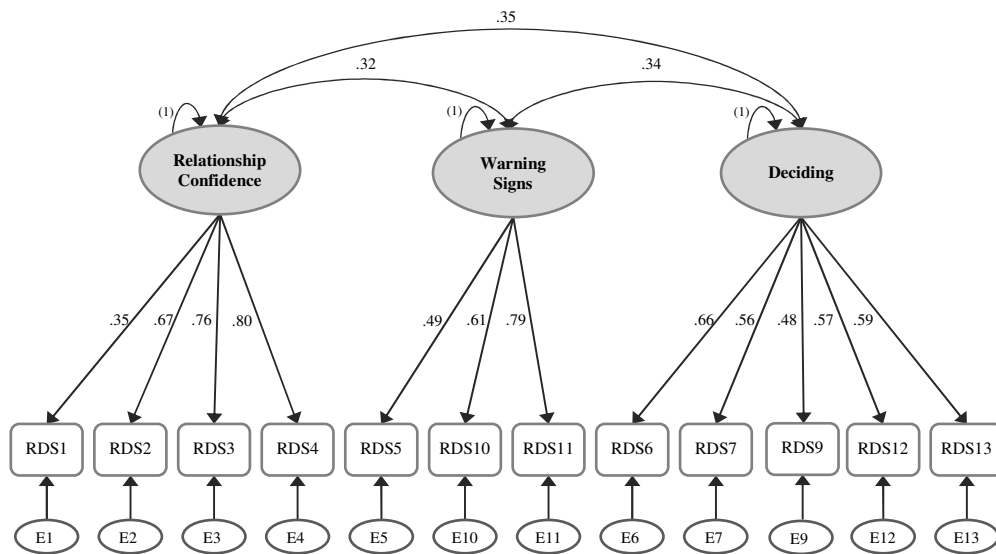 .35
.32
.34
(1)
(1)
(1)
Relationship
Confidence
Warning
Signs
Deciding
.35
.67
.76
.80
.49
.61
.79
.66
.56
.48
.57
.59
RDS1
RDS2
RDS3
RDS4
RDS5
RDS10
RDS11
RDS6
RDS7
RDS9
RDS12
RDS13
E1
E2
E3
E4
E5
E10
E11
E6
E7
E9
E12
E13